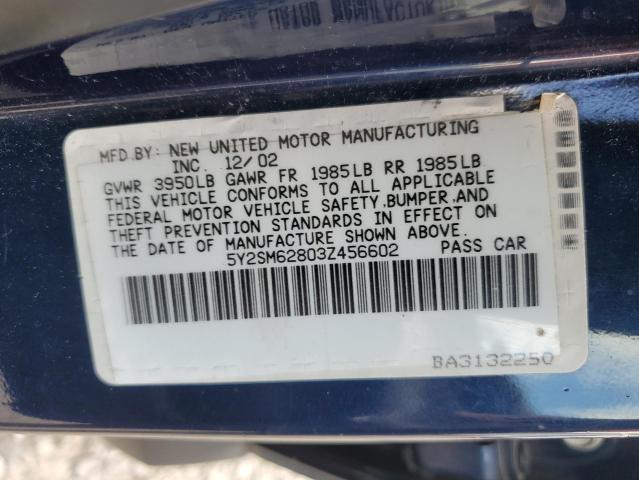 MFD BY: NEW UNITED MOTOR MANUFACTURING
INC. 12/02
GVWR 3950LB GAWR FR 1985LB RR 1985LB
THIS VEHICLE CONFORMS TO ALL APPLICABLE
FEDERAL MOTOR VEHICLE SAFETY,BUMPER,AND
THEFT PREVENTION STANDARDS IN EFFECT ON
THE DATE OF MANUFACTURE SHOWN ABOVE.
5Y2SM62803Z456602 PASS CAR
BA3132250